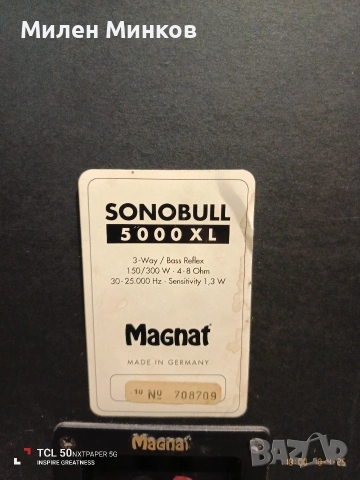 Милен Минков
SONOBULL
5000XL
3-Way / Bass Reflex
150/300 W · 4-8 Ohm
30-25.000 Hz · Sensitivity 1,3 W
Magnat
MADE IN GERMANY
10 No 708709
Magnat
TCL 50 NXTPAPER 5G
INSPIRE GREATNESS